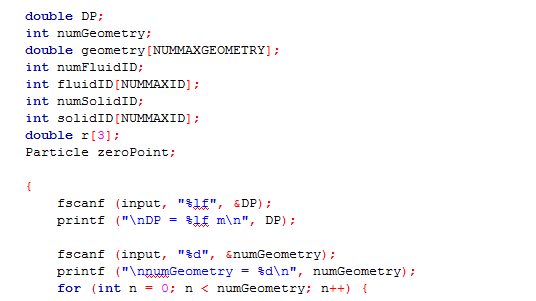 double DP;
int numGeometry;
double geometry[NUMMAXGEOMETRY];
int numFluidID;
int fluidID[NUMMAXID];
int numSolidID;
int solidID[NUMMAXID];
double r[3];
Particle zeroPoint;
{
fscanf (input, "%lf", &DP);
printf ("\nDP = %lf m\n", DP);
fscanf (input, "%d", &numGeometry);
printf ("\nnumGeometry = %d\n", numGeometry);
for (int n = 0; n < numGeometry; n++) {